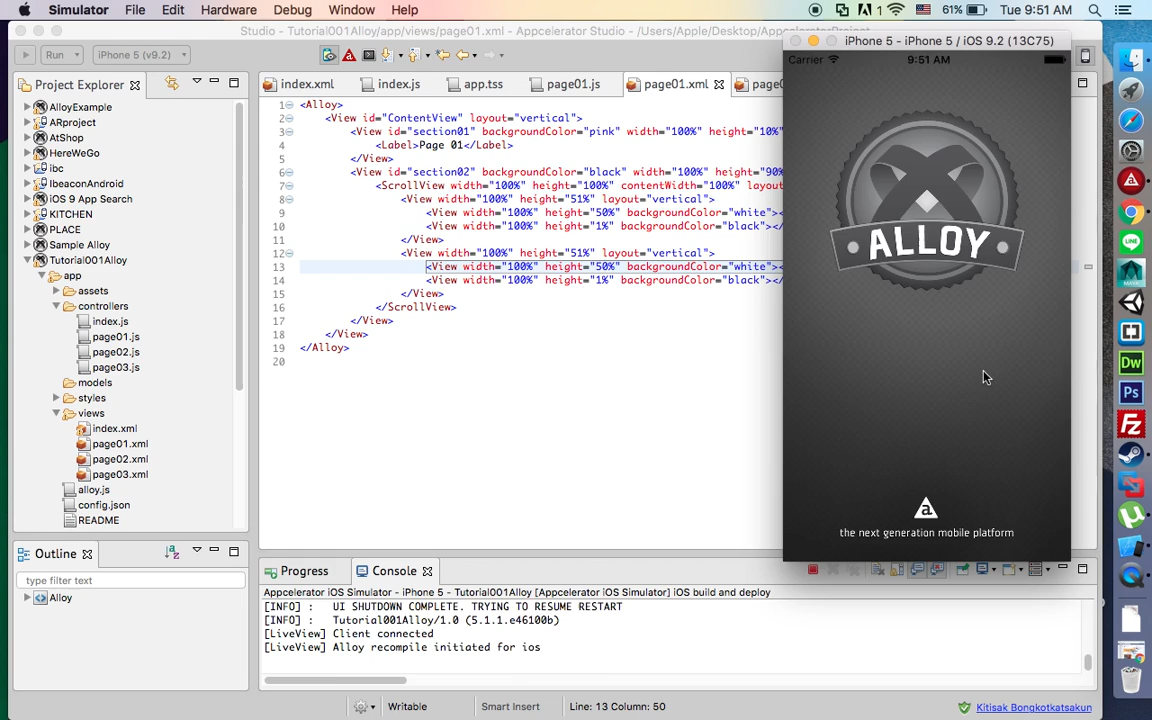 Simulator File Edit Hardware Debug Window Help
1 61% Tue 9:51 AM
Studio - Tutorial001Alloy/app/views/page01.xml - Appcelerator Studio - /Users/Apple/Desktop/AppceleratorPro
Run iPhone 5 (v9.2)
iPhone 5 - iPhone 5 / iOS 9.2 (13C75)
Carrier 9:51 AM
Project Explorer
AlloyExample
ARproject
AtShop
HereWeGo
ibc
IbeaconAndroid
iOS 9 App Search
KITCHEN
PLACE
Sample Alloy
Tutorial001Alloy
app
assets
controllers
index.js
page01.js
page02.js
page03.js
models
styles
views
index.xml
page01.xml
page02.xml
page03.xml
alloy.js
config.json
README
index.xml index.js app.tss page01.js page01.xml page0
1 <Alloy>
2 <View id="ContentView" layout="vertical">
3 <View id="section01" backgroundColor="pink" width="100%" height="10%"
4 <Label>Page 01</Label>
5 </View>
6 <View id="section02" backgroundColor="black" width="100%" height="90%
7 <ScrollView width="100%" height="100%" contentWidth="100%" layou
8 <View width="100%" height="51%" layout="vertical">
9 <View width="100%" height="50%" backgroundColor="white"><
10 <View width="100%" height="1%" backgroundColor="black"></
11 </View>
12 <View width="100%" height="51%" layout="vertical">
13 <View width="100%" height="50%" backgroundColor="white"><
14 <View width="100%" height="1%" backgroundColor="black"></
15 </View>
16 </ScrollView>
17 </View>
18 </View>
19 </Alloy>
20
ALLOY
a
the next generation mobile platform
Outline
type filter text
Alloy
Progress Console
Appcelerator iOS Simulator - iPhone 5 - Tutorial001Alloy [Appcelerator iOS Simulator] iOS build and deploy
[INFO] : UI SHUTDOWN COMPLETE. TRYING TO RESUME RESTART
[INFO] : Tutorial001Alloy/1.0 (5.1.1.e46100b)
[LiveView] Client connected
[LiveView] Alloy recompile initiated for ios
Writable Smart Insert Line: 13 Column: 50
Kitisak Bongkotkatsakun
LINE
Dw
Ps
Fz